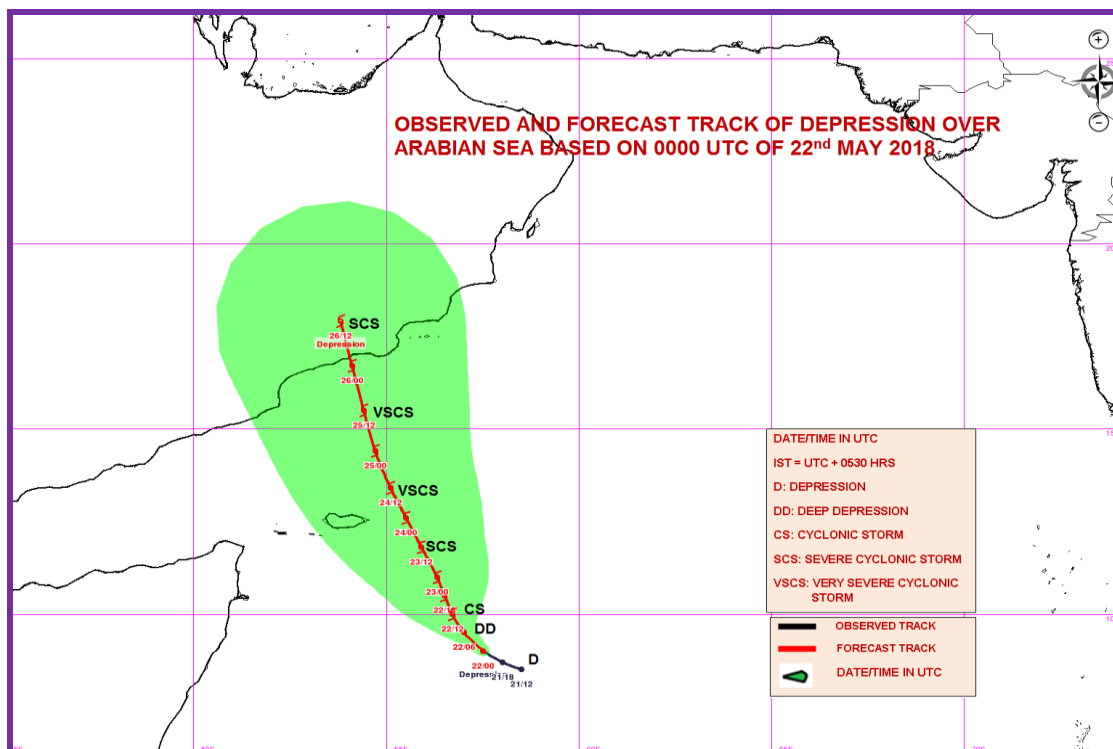 OBSERVED AND FORECAST TRACK OF DEPRESSION OVER
ARABIAN SEA BASED ON 0000 UTC OF 22nd MAY 2018
SCS
26/12
Depression
26/00
VSCS
25/12
25/00
VSCS
24/12
24/00
SCS
23/12
23/00
CS
22/12
DD
22/06
D
22/00
21/18
21/12
DATE/TIME IN UTC
IST = UTC + 0530 HRS
D: DEPRESSION
DD: DEEP DEPRESSION
CS: CYCLONIC STORM
SCS: SEVERE CYCLONIC STORM
VSCS: VERY SEVERE CYCLONIC
STORM
OBSERVED TRACK
FORECAST TRACK
DATE/TIME IN UTC